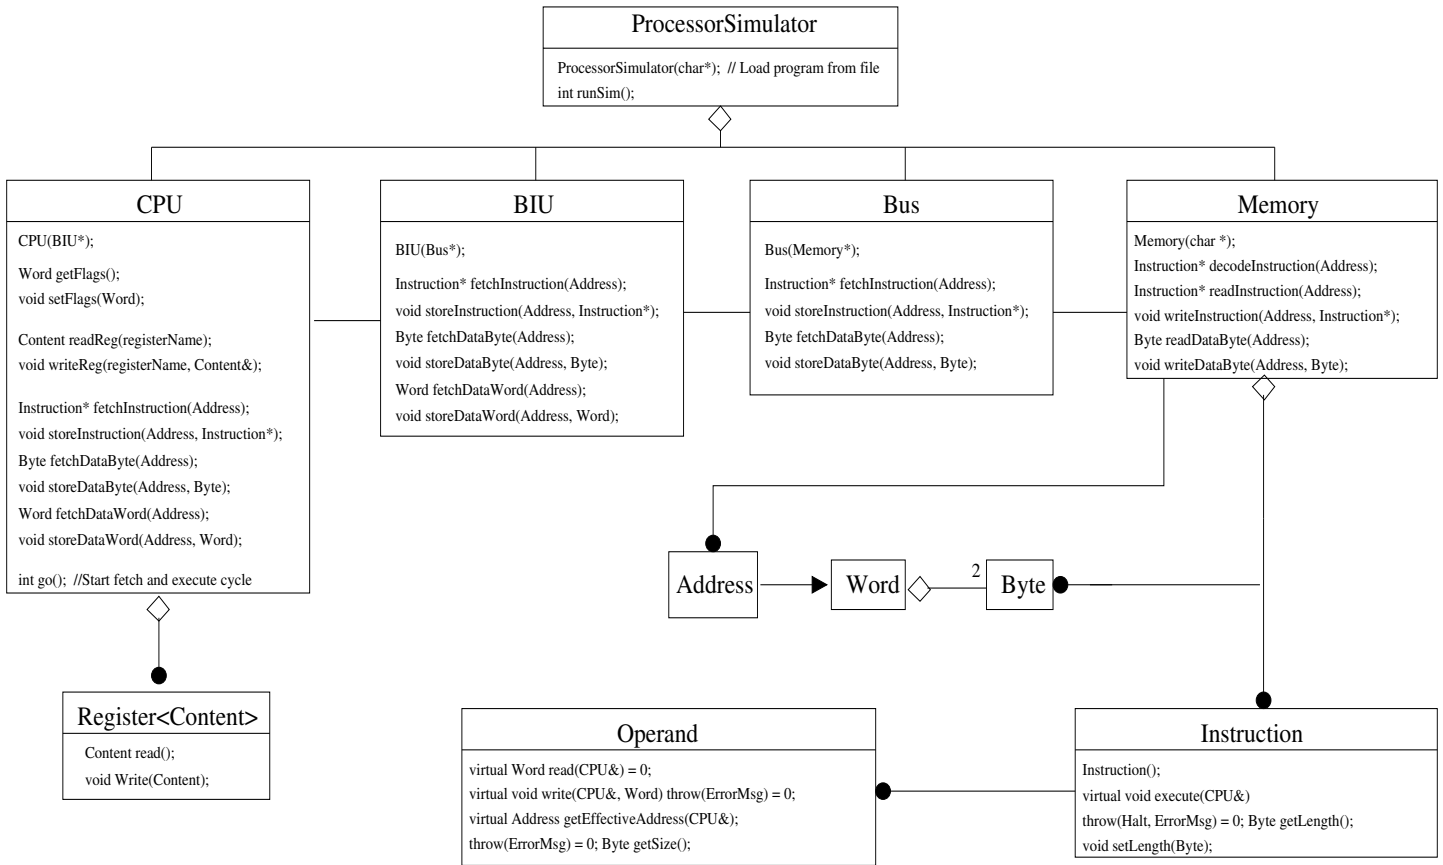 ProcessorSimulator
ProcessorSimulator(char*); // Load program from file
int runSim();
CPU
CPU(BIU*);
Word getFlags();
void setFlags(Word);
Content readReg(registerName);
void writeReg(registerName, Content&);
Instruction* fetchInstruction(Address);
void storeInstruction(Address, Instruction*);
Byte fetchDataByte(Address);
void storeDataByte(Address, Byte);
Word fetchDataWord(Address);
void storeDataWord(Address, Word);
int go(); //Start fetch and execute cycle
BIU
BIU(Bus*);
Instruction* fetchInstruction(Address);
void storeInstruction(Address, Instruction*);
Byte fetchDataByte(Address);
void storeDataByte(Address, Byte);
Word fetchDataWord(Address);
void storeDataWord(Address, Word);
Bus
Bus(Memory*);
Instruction* fetchInstruction(Address);
void storeInstruction(Address, Instruction*);
Byte fetchDataByte(Address);
void storeDataByte(Address, Byte);
Memory
Memory(char *);
Instruction* decodeInstruction(Address);
Instruction* readInstruction(Address);
void writeInstruction(Address, Instruction*);
Byte readDataByte(Address);
void writeDataByte(Address, Byte);
Address
Word
2
Byte
Register<Content>
Content read();
void Write(Content);
Operand
virtual Word read(CPU&) = 0;
virtual void write(CPU&, Word) throw(ErrorMsg) = 0;
virtual Address getEffectiveAddress(CPU&);
throw(ErrorMsg) = 0; Byte getSize();
Instruction
Instruction();
virtual void execute(CPU&)
throw(Halt, ErrorMsg) = 0; Byte getLength();
void setLength(Byte);